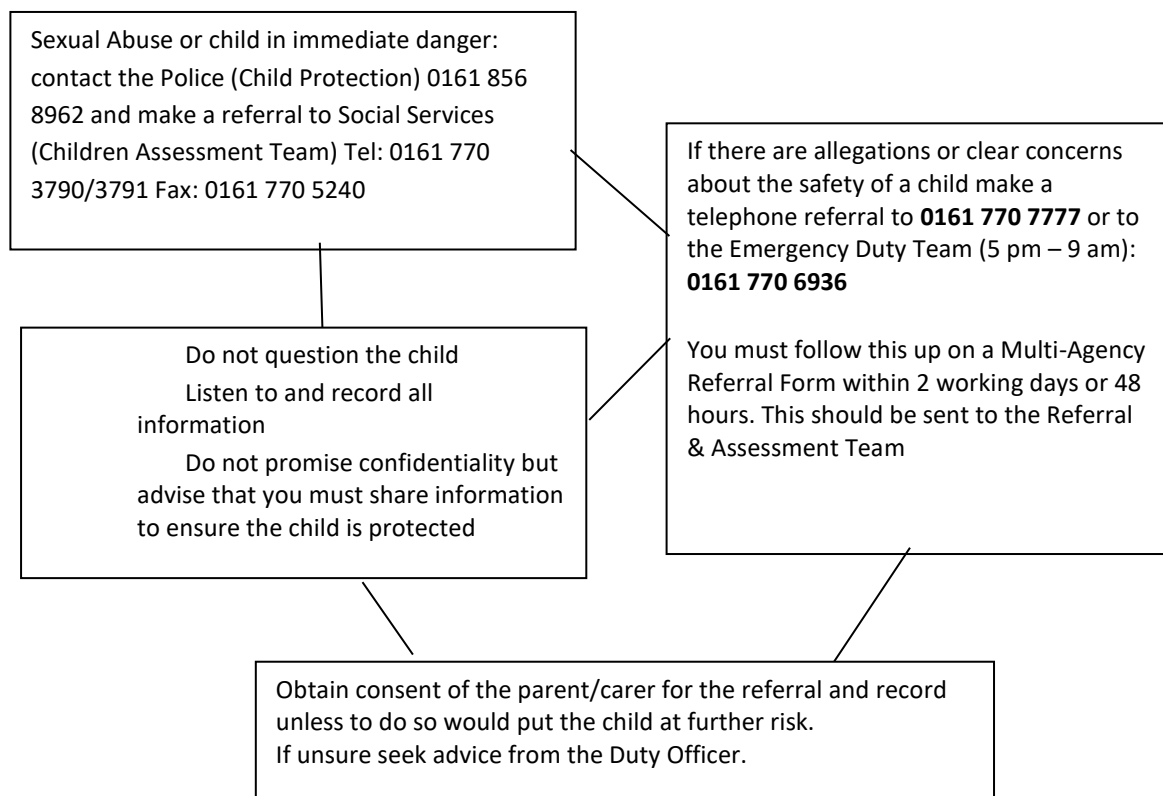 Sexual Abuse or child in immediate danger:
contact the Police (Child Protection) 0161 856
8962 and make a referral to Social Services
(Children Assessment Team) Tel: 0161 770
3790/3791 Fax: 0161 770 5240
If there are allegations or clear concerns
about the safety of a child make a
telephone referral to 0161 770 7777 or to
the Emergency Duty Team (5 pm – 9 am):
0161 770 6936
You must follow this up on a Multi-Agency
Referral Form within 2 working days or 48
hours. This should be sent to the Referral
& Assessment Team
Do not question the child
Listen to and record all
information
Do not promise confidentiality but
advise that you must share information
to ensure the child is protected
Obtain consent of the parent/carer for the referral and record
unless to do so would put the child at further risk.
If unsure seek advice from the Duty Officer.